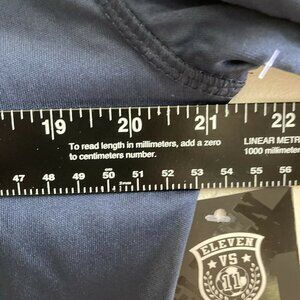 19 20 21 22
To read length in millimeters, add a zero
to centimeters number.
LINEAR METR
1000 millimeter
47 48 49 50 51 52 53 54 55 56
ELEVEN
VS
11